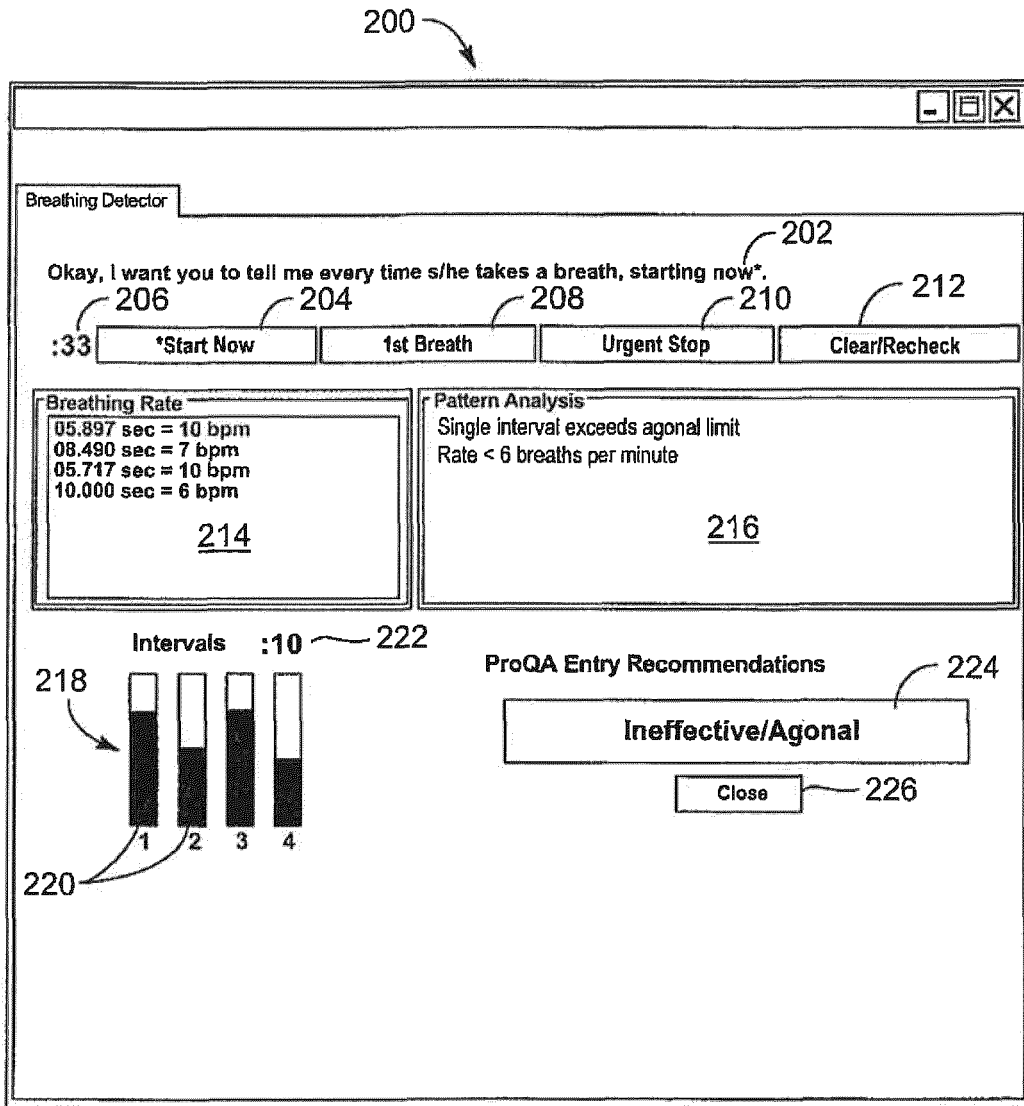 200
Breathing Detector
202
Okay, I want you to tell me every time s/he takes a breath, starting now*.
206 204 208 210 212
:33 *Start Now 1st Breath Urgent Stop Clear/Recheck
Breathing Rate
05.897 sec = 10 bpm
08.490 sec = 7 bpm
05.717 sec = 10 bpm
10.000 sec = 6 bpm
214
Pattern Analysis
Single interval exceeds agonal limit
Rate < 6 breaths per minute
216
Intervals :10 222
218
1 2 3 4
220
ProQA Entry Recommendations
224
Ineffective/Agonal
Close 226